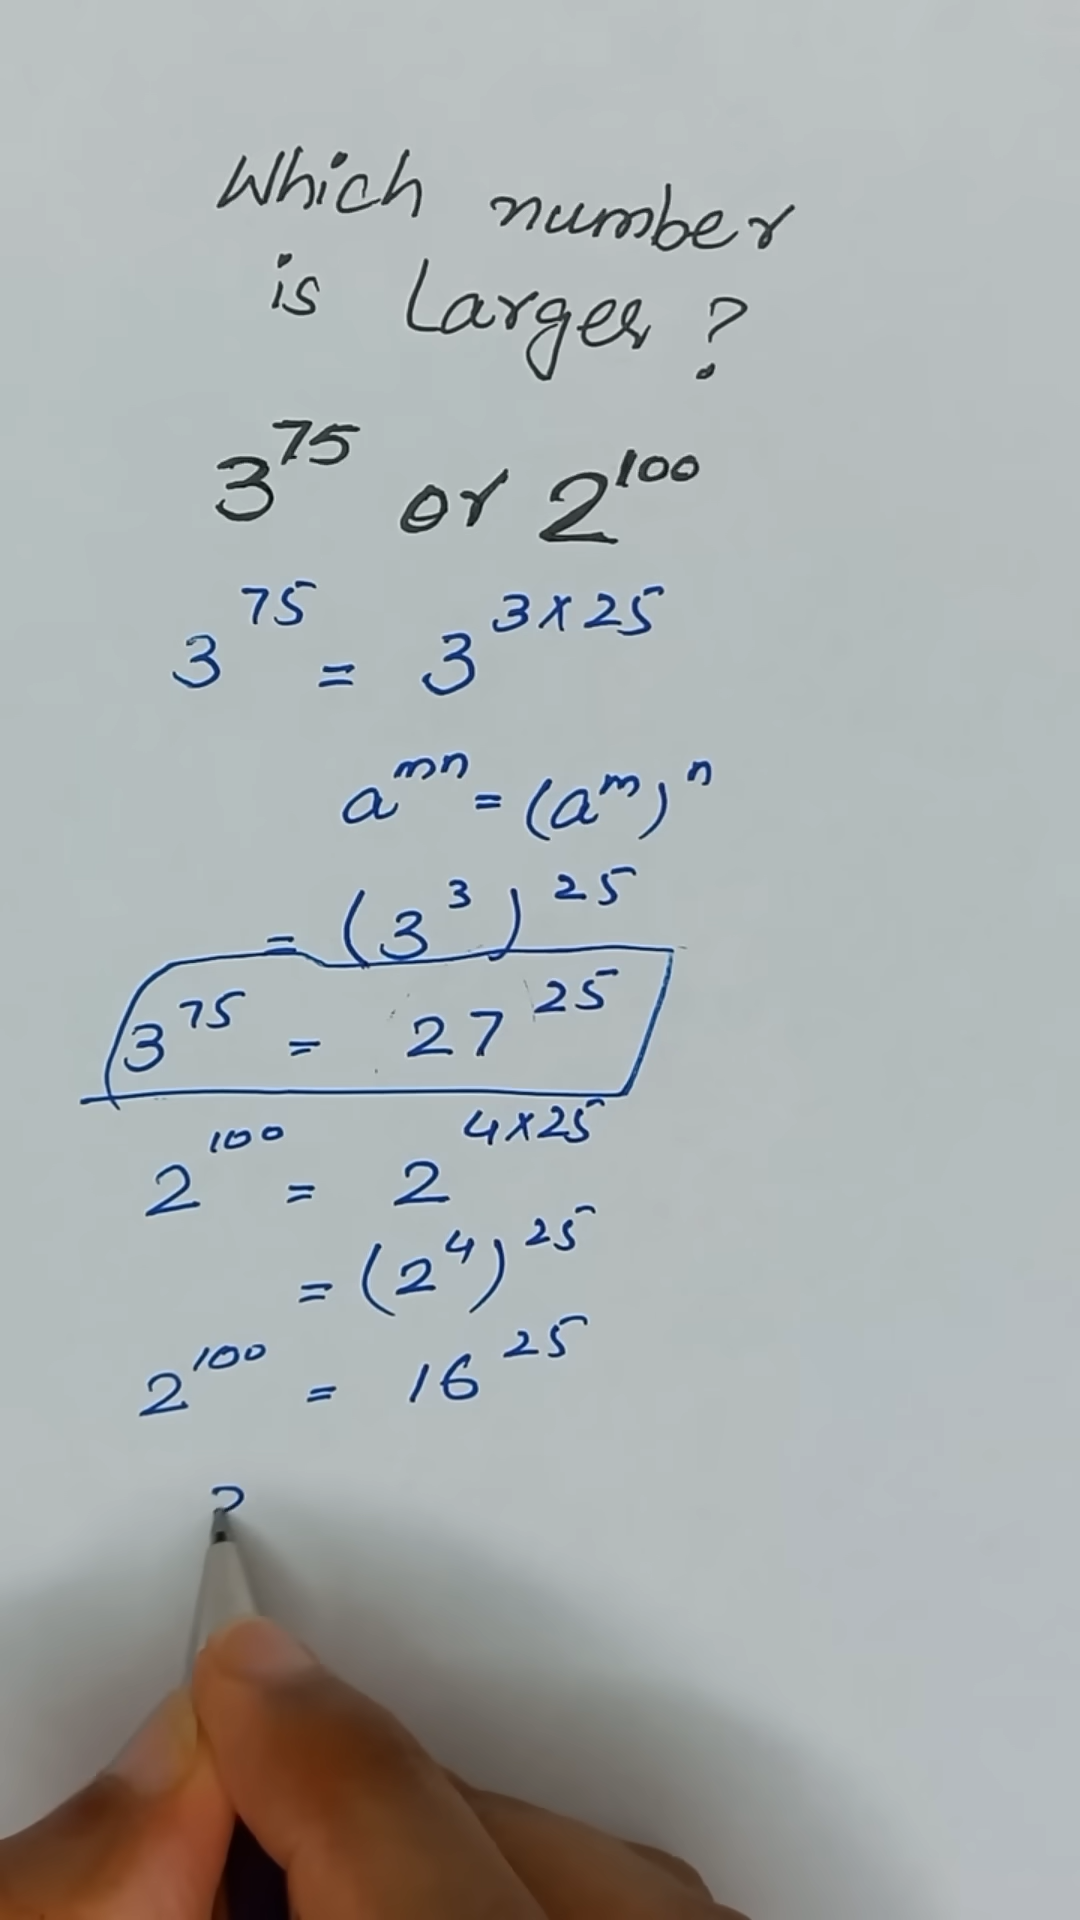 Which number
is Larger ?
3^75 or 2^100
3^75 = 3^3×25
a^mn = (a^m)^n
= (3^3)^25
3^75 = 27^25
2^100 = 2^4×25
= (2^4)^25
2^100 = 16^25